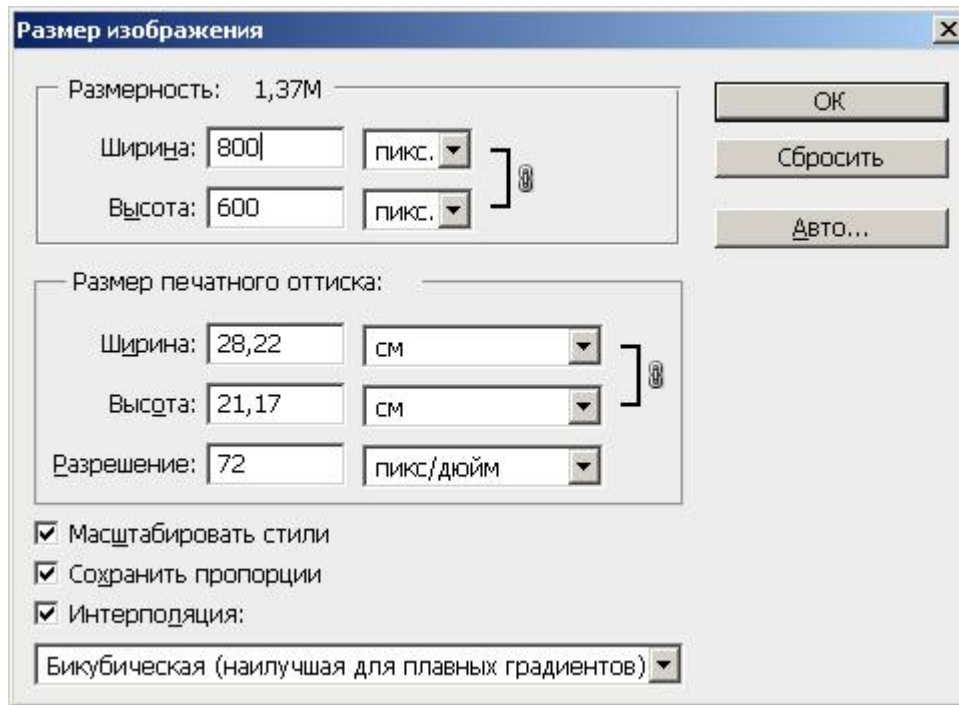 Размер изображения
Размерность: 1,37M
OK
Ширина: 800 пикс.
Сбросить
Высота: 600 пикс.
Авто...
Размер печатного оттиска:
Ширина: 28,22 см
Высота: 21,17 см
Разрешение: 72 пикс/дюйм
Масштабировать стили
Сохранить пропорции
Интерполяция:
Бикубическая (наилучшая для плавных градиентов)